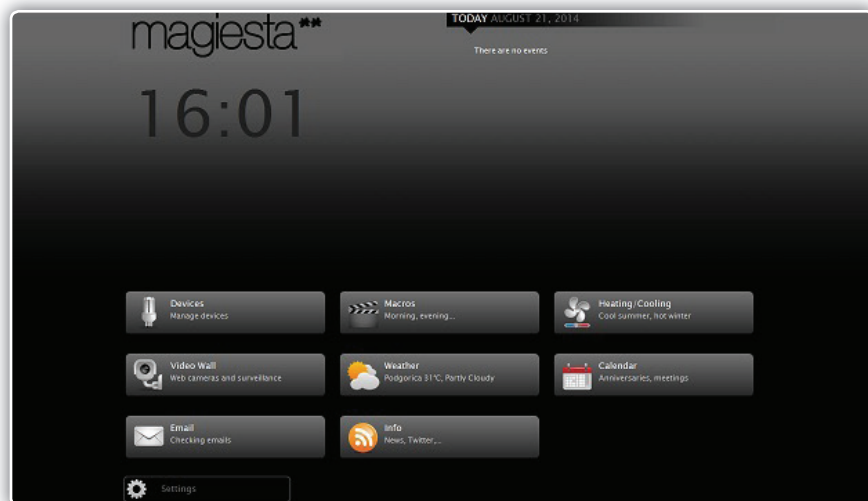 magiesta**
TODAY AUGUST 21, 2014
There are no events
16:01
Devices
Manage devices
Macros
Morning, evening...
Heating/Cooling
Cool summer, hot winter
Video Wall
Web cameras and surveillance
Weather
Podgorica 31°C, Partly Cloudy
Calendar
Anniversaries, meetings
Email
Checking emails
Info
News, Twitter,...
Settings